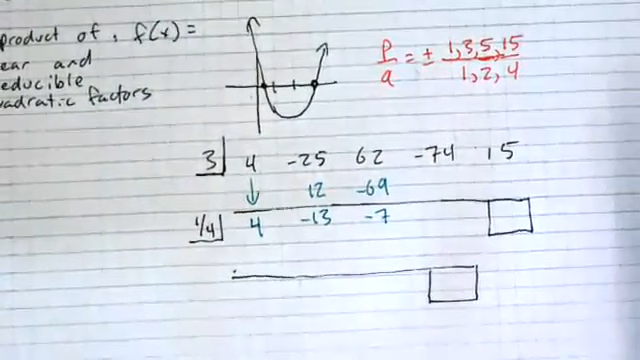 product of , f(x) =
ear and
educible
adratic factors
P/q = ± 1,3,5,15 / 1,2,4
3 4 -25 62 -74 15
↓ 12 -69
1/4 4 -13 -7